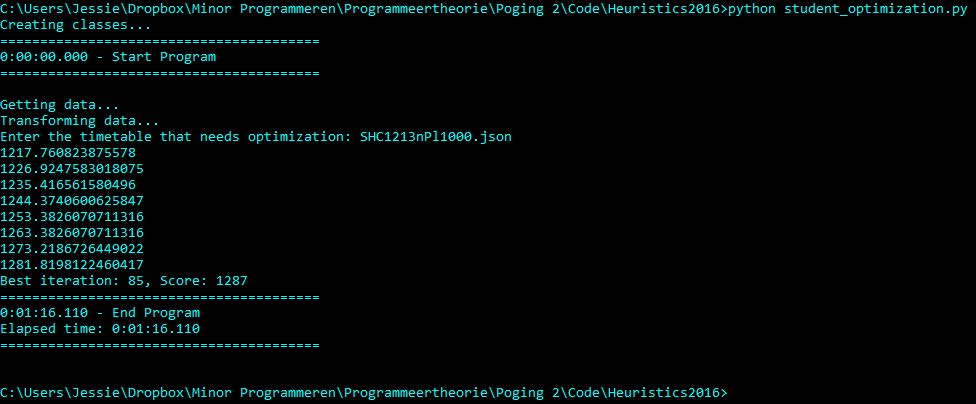 C:\Users\Jessie\Dropbox\Minor Programmeren\Programmeertheorie\Poging 2\Code\Heuristics2016>python student_optimization.py
Creating classes...
========================================
0:00:00.000 - Start Program
========================================
Getting data...
Transforming data...
Enter the timetable that needs optimization: SHC1213nPl1000.json
1217.760823875578
1226.9247583018075
1235.416561580496
1244.3740600625847
1253.3826070711316
1263.3826070711316
1273.2186726449022
1281.8198122460417
Best iteration: 85, Score: 1287
========================================
0:01:16.110 - End Program
Elapsed time: 0:01:16.110
========================================
C:\Users\Jessie\Dropbox\Minor Programmeren\Programmeertheorie\Poging 2\Code\Heuristics2016>